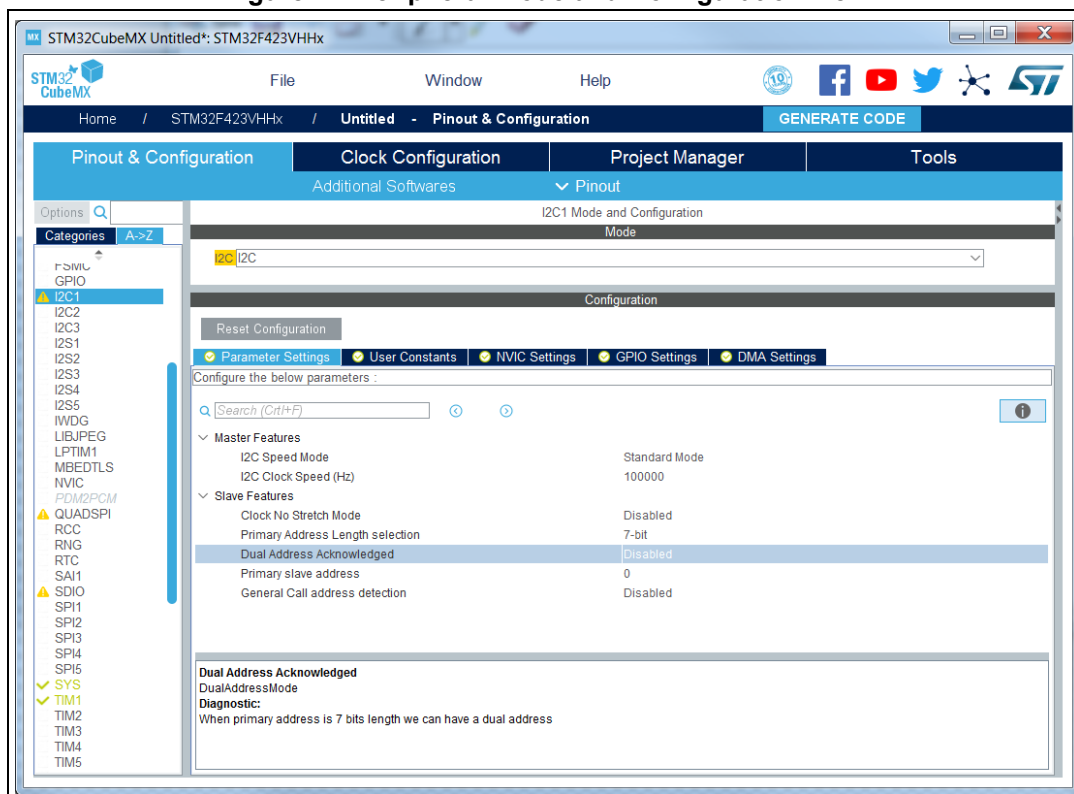 STM32CubeMX Untitled*: STM32F423VHHx
STM32 CubeMX
File Window Help
Home / STM32F423VHHx / Untitled - Pinout & Configuration GENERATE CODE
Pinout & Configuration Clock Configuration Project Manager Tools
Additional Softwares Pinout
Options
Categories A->Z
I2C1 Mode and Configuration
Mode
I2C I2C
Configuration
Reset Configuration
Parameter Settings User Constants NVIC Settings GPIO Settings DMA Settings
Configure the below parameters :
Search (Crtl+F)
Master Features
I2C Speed Mode Standard Mode
I2C Clock Speed (Hz) 100000
Slave Features
Clock No Stretch Mode Disabled
Primary Address Length selection 7-bit
Dual Address Acknowledged Disabled
Primary slave address 0
General Call address detection Disabled
Dual Address Acknowledged
DualAddressMode
Diagnostic:
When primary address is 7 bits length we can have a dual address
FSMC
GPIO
I2C1
I2C2
I2C3
I2S1
I2S2
I2S3
I2S4
I2S5
IWDG
LIBJPEG
LPTIM1
MBEDTLS
NVIC
PDM2PCM
QUADSPI
RCC
RNG
RTC
SAI1
SDIO
SPI1
SPI2
SPI3
SPI4
SPI5
SYS
TIM1
TIM2
TIM3
TIM4
TIM5